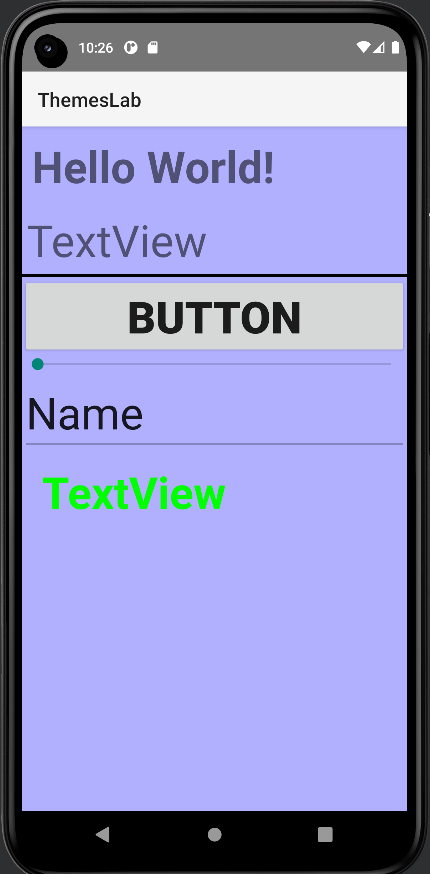 10:26
ThemesLab
Hello World!
TextView
BUTTON
Name
TextView